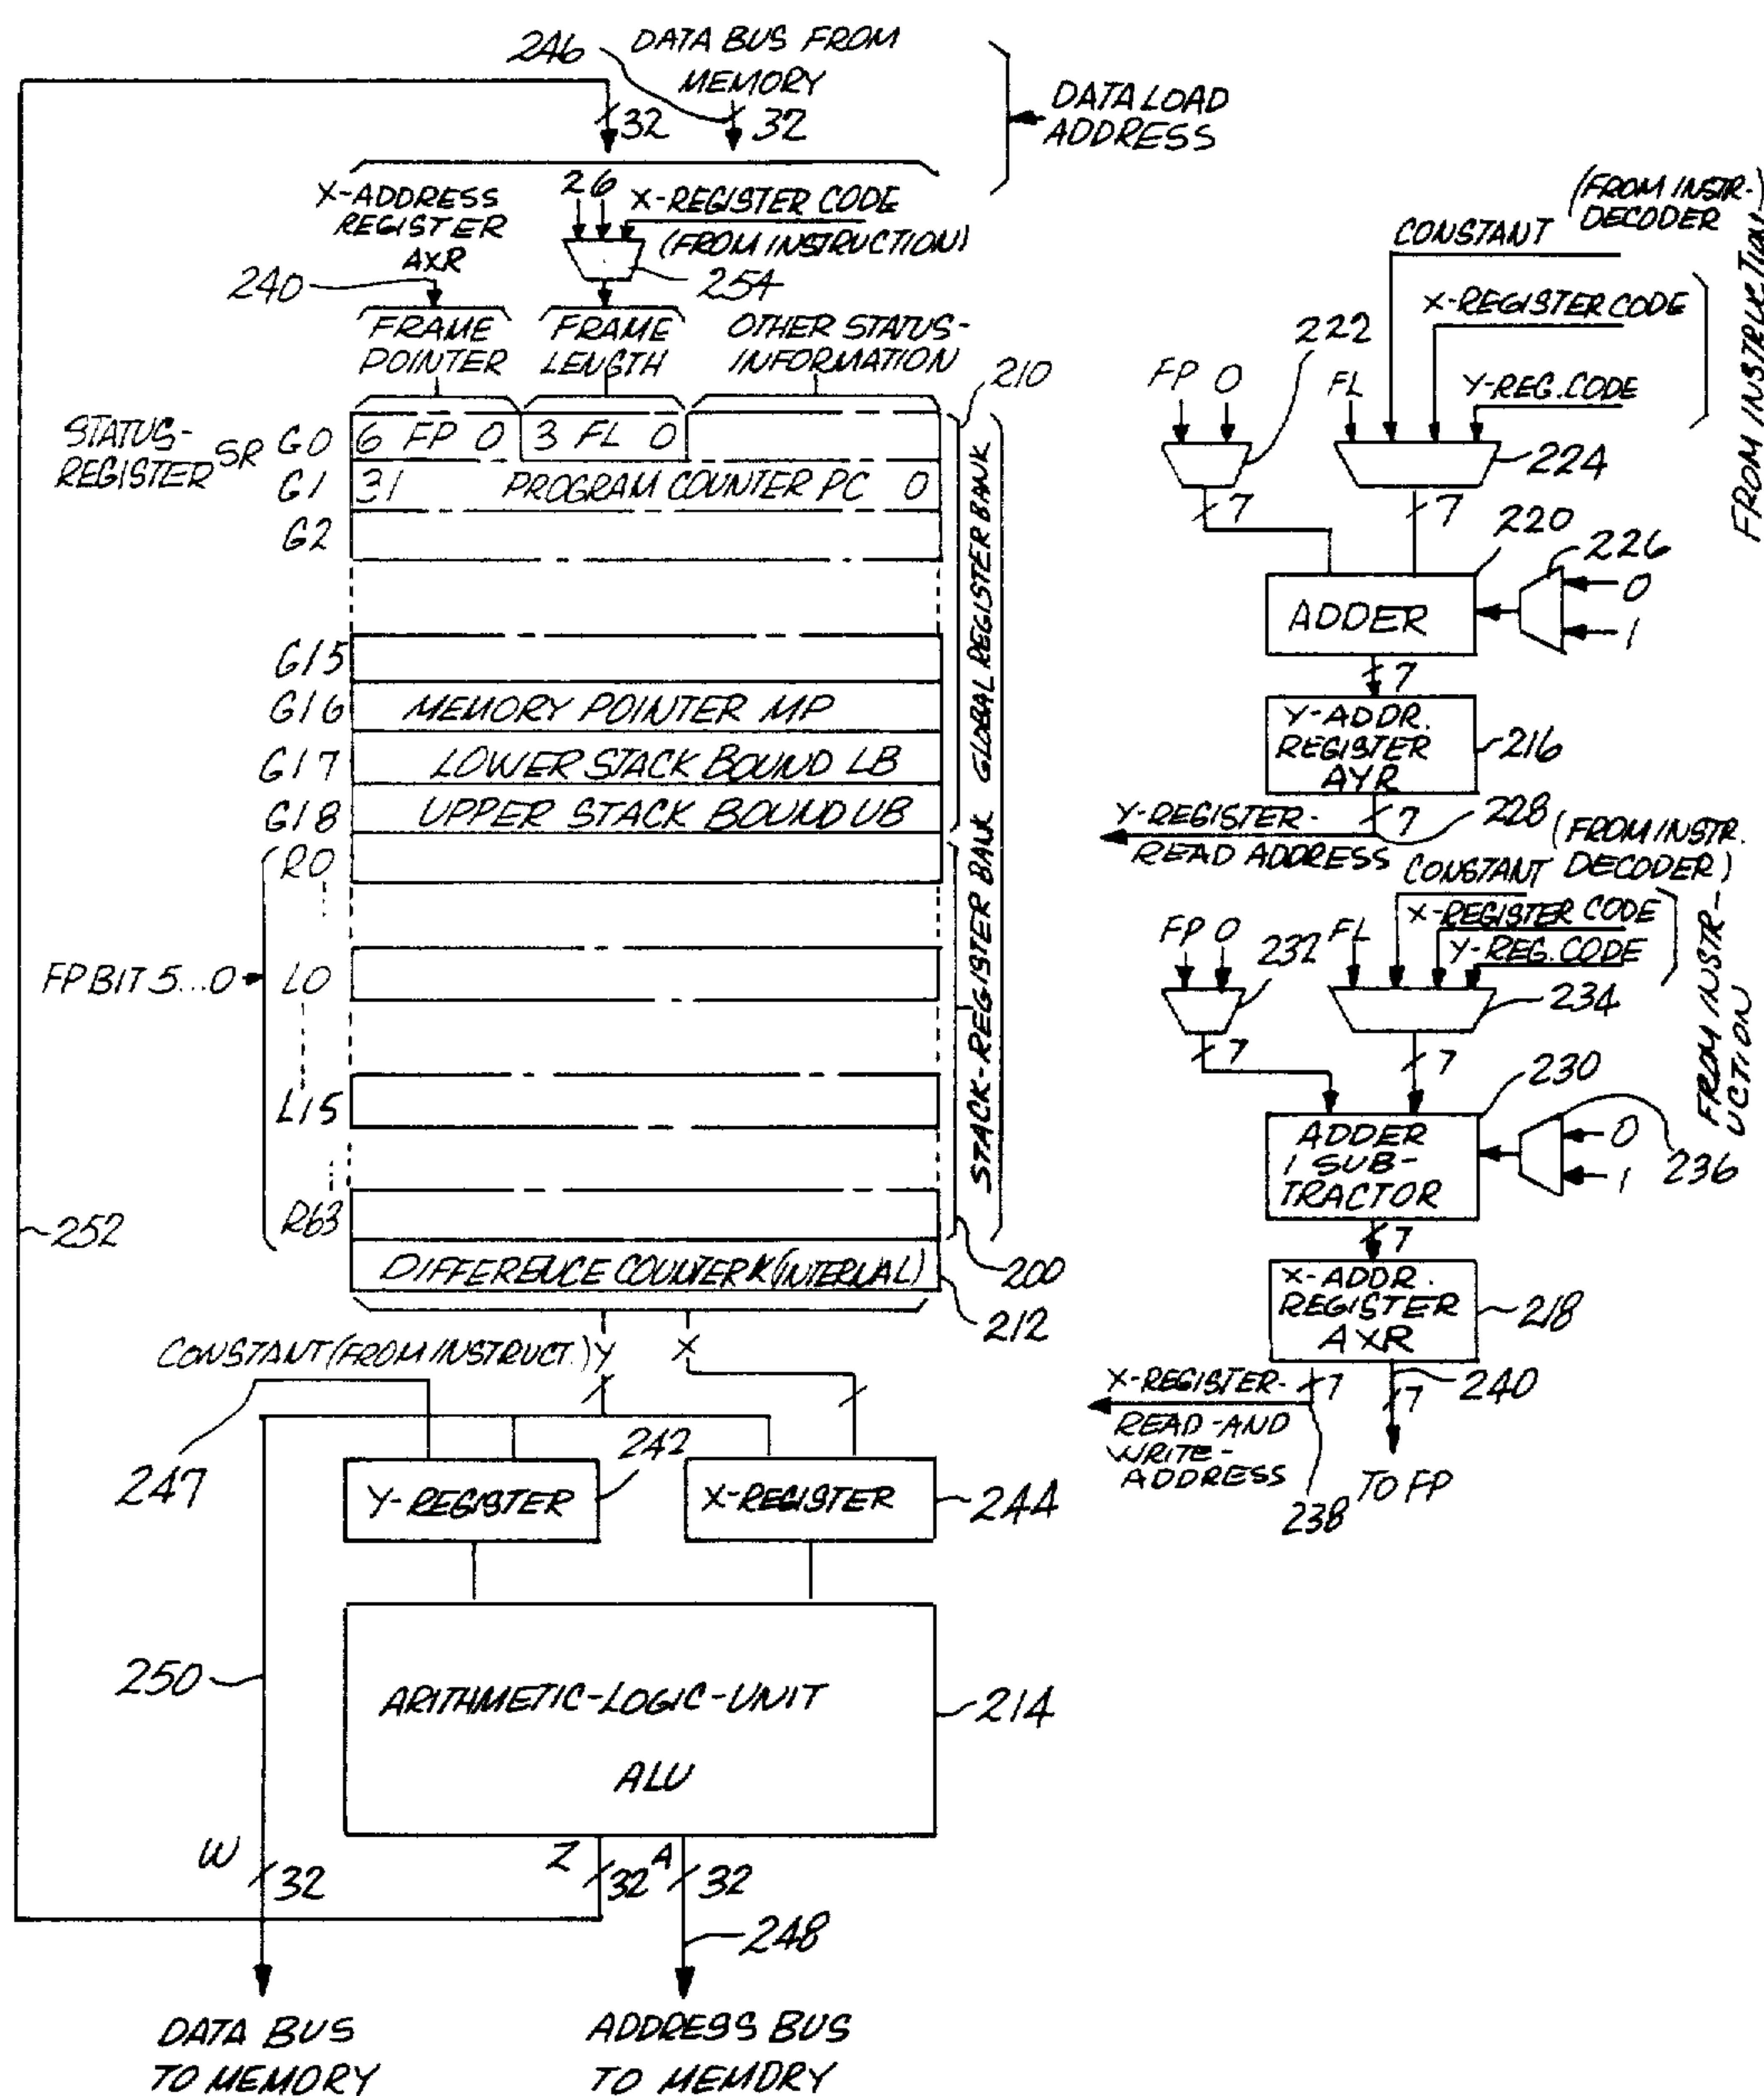 246
DATA BUS FROM
MEMORY
32
32
DATA LOAD
ADDRESS
X-ADDRESS
REGISTER
AXR
2 6
X-REGISTER CODE
(FROM INSTRUCTION)
240
254
FRAME
POINTER
FRAME
LENGTH
OTHER STATUS-
INFORMATION
210
STATUS-
REGISTER
SR
G0
6 FP 0
3 FL 0
G1
31 PROGRAM COUNTER PC 0
G2
G15
G16
MEMORY POINTER MP
G17
LOWER STACK BOUND LB
G18
UPPER STACK BOUND UB
R0
FP BIT 5...0
L0
L15
R63
DIFFERENCE COUNTER K (INTERNAL)
GLOBAL REGISTER BANK
STACK-REGISTER BANK
200
212
252
CONSTANT (FROM INSTRUCT.)
Y
X
247
242
Y-REGISTER
X-REGISTER
244
250
ARITHMETIC-LOGIC-UNIT
ALU
214
W
32
Z
32
A
32
248
DATA BUS
TO MEMORY
ADDRESS BUS
TO MEMORY
(FROM INSTR-)
DECODER
CONSTANT
X-REGISTER CODE
Y-REG. CODE
FROM INSTRUCTION
222
FP 0
FL
224
7
7
220
226
ADDER
0
1
7
Y-ADDR.
REGISTER
AYR
216
7
228
Y-REGISTER-
READ ADDRESS
(FROM INSTR.
DECODER)
CONSTANT
X-REGISTER CODE
Y-REG. CODE
FROM INSTR-
UCTION
FP 0
232
FL
234
7
7
230
ADDER
/ SUB-
TRACTOR
0
1
236
7
X-ADDR.
REGISTER
AXR
218
X-REGISTER-
READ-AND
WRITE-
ADDRESS
7
7
240
238
TO FP